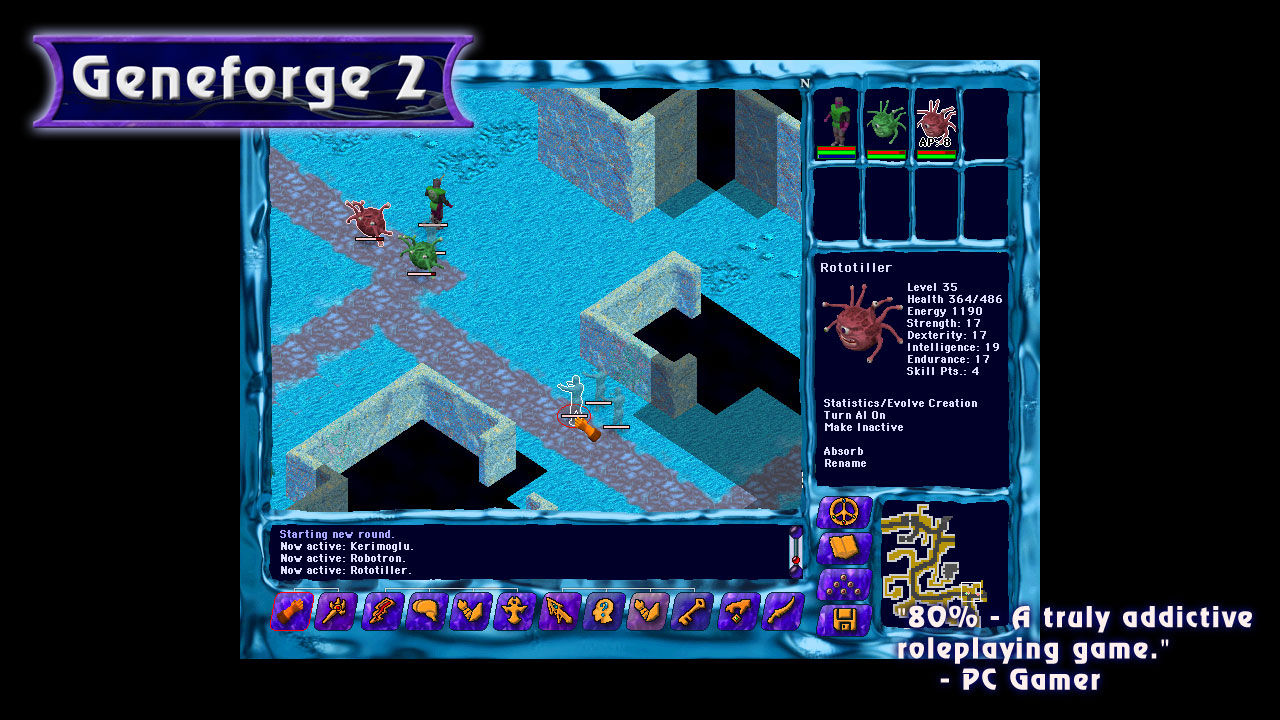 Geneforge 2
N
AP: 8
Rototiller
Level 35
Health 364/486
Energy 1190
Strength: 17
Dexterity: 17
Intelligence: 19
Endurance: 17
Skill Pts.: 4
Statistics/Evolve Creation
Turn AI On
Make Inactive
Absorb
Rename
Starting new round.
Now active: Kerimoglu.
Now active: Robotron.
Now active: Rototiller.
"80% - A truly addictive
roleplaying game."
- PC Gamer